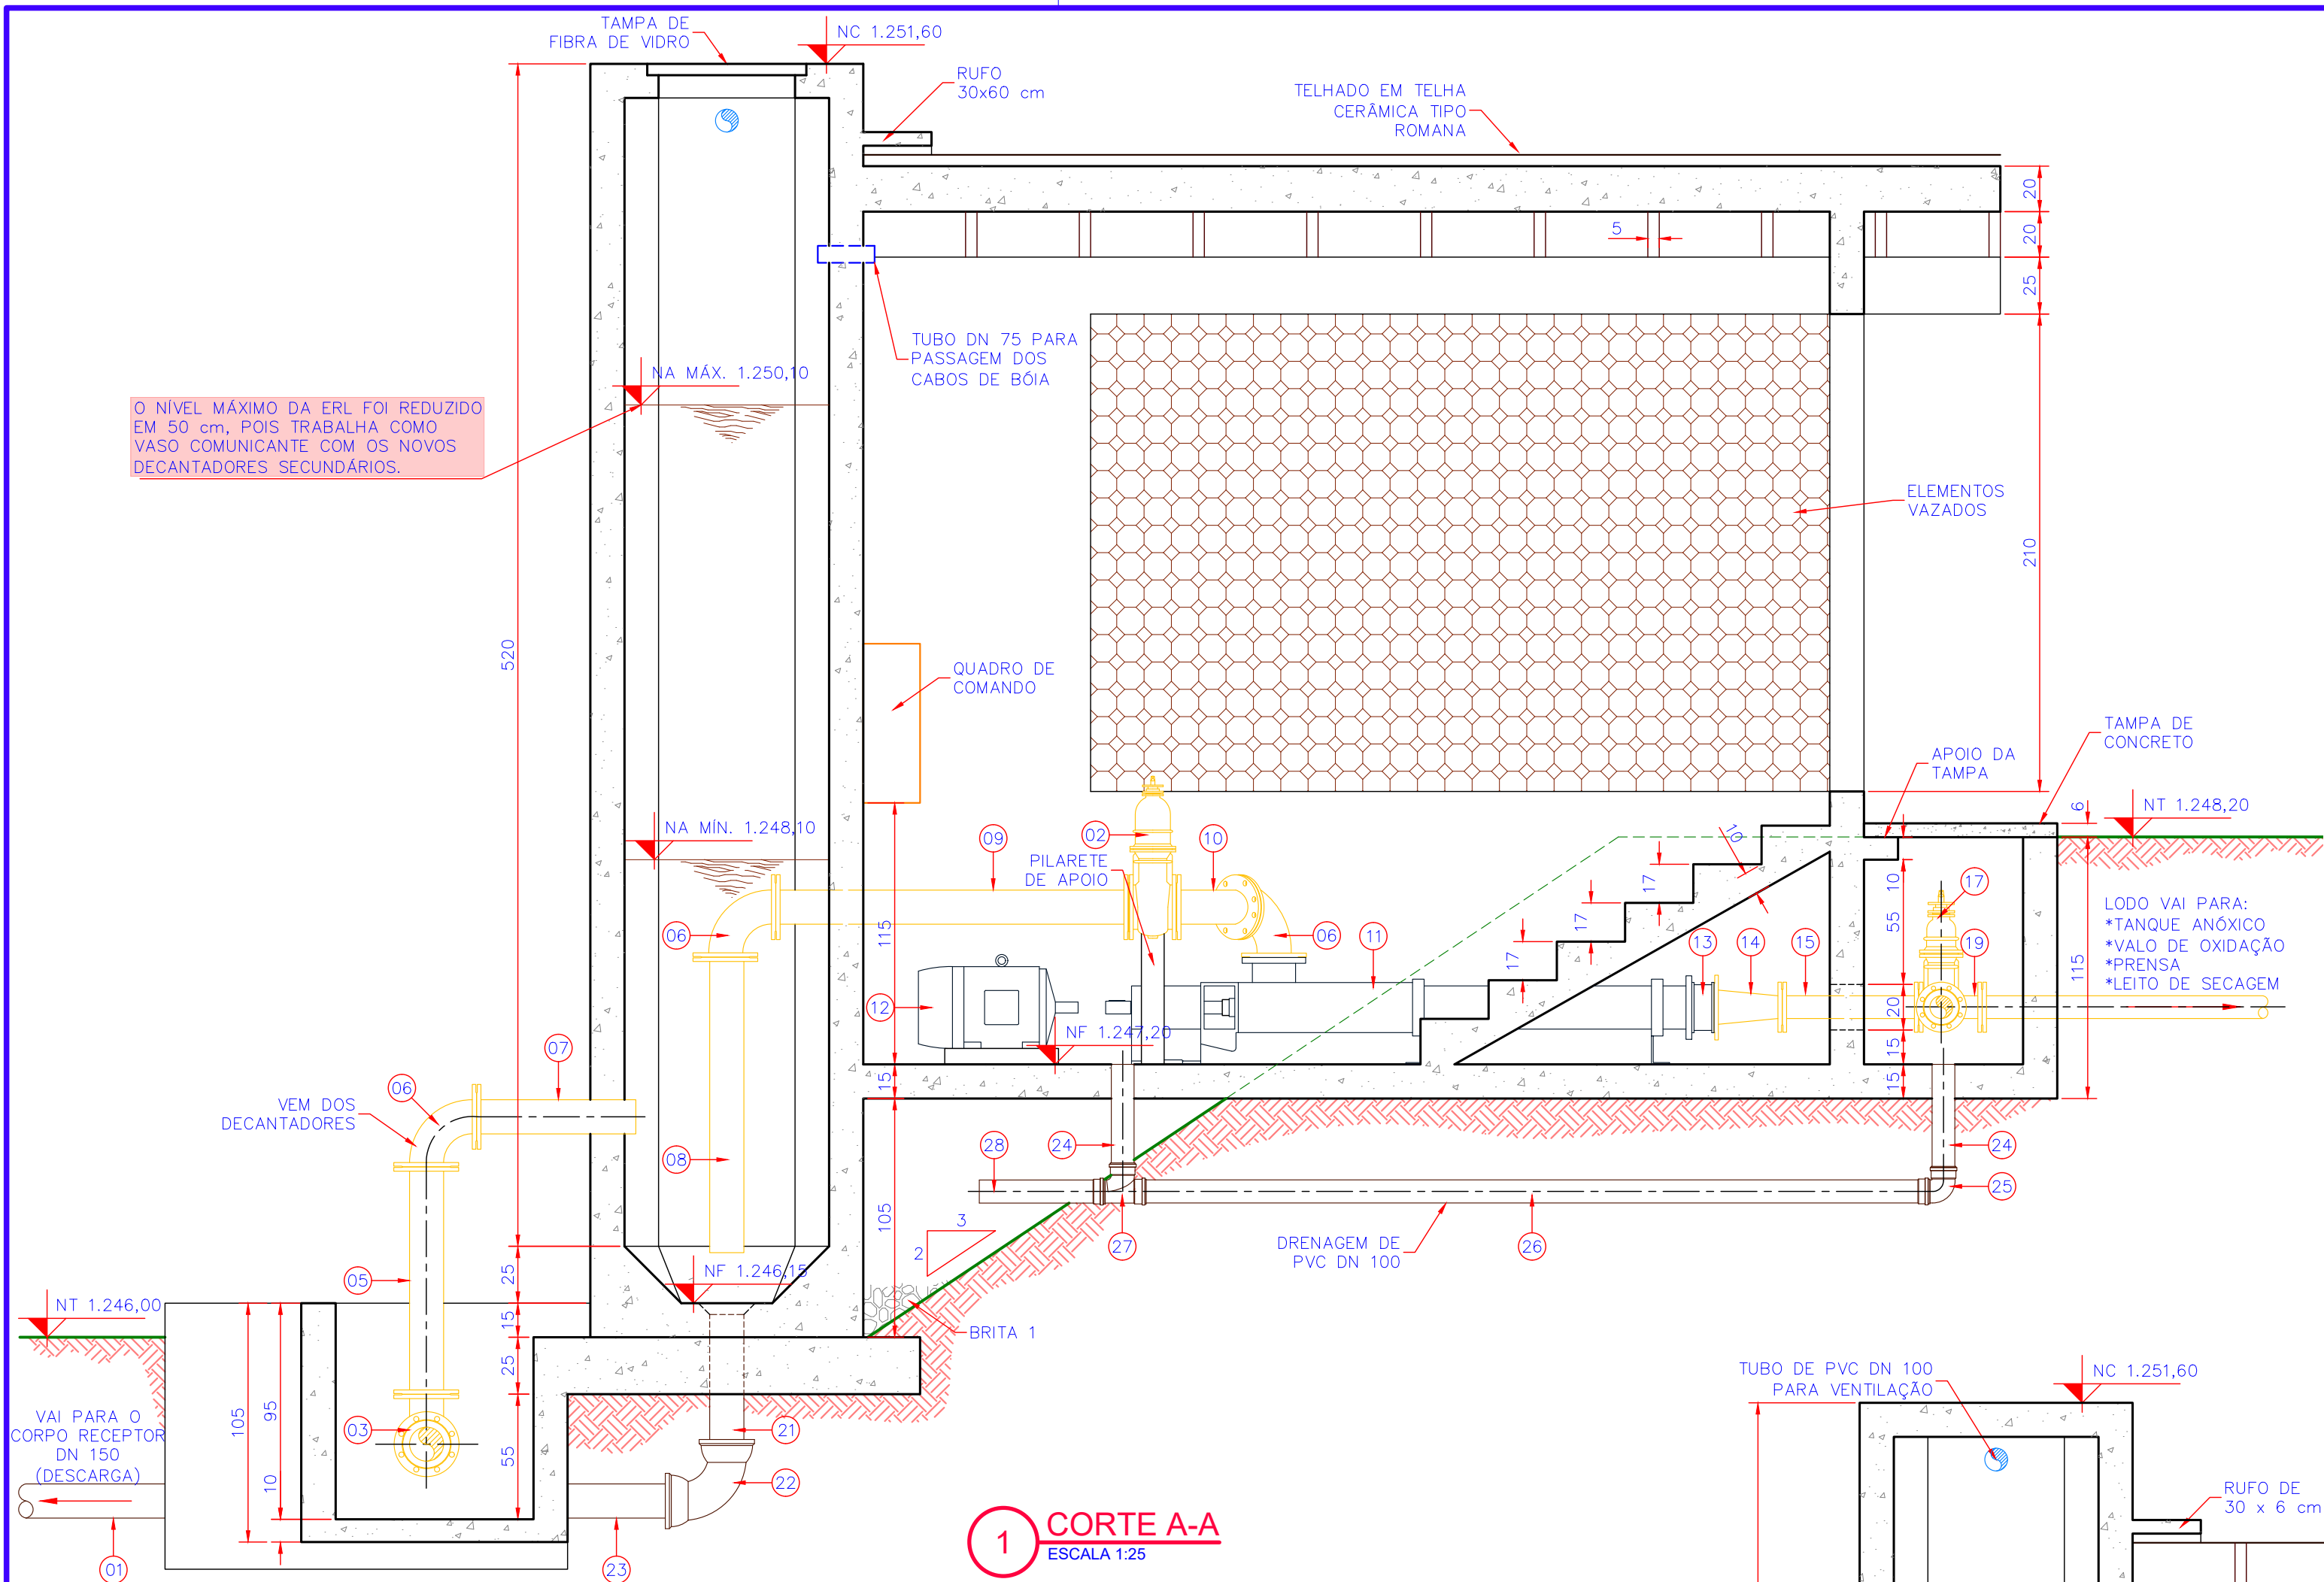 TAMPA DE
FIBRA DE VIDRO
NC 1.251,60
RUFO
30x60 cm
TELHADO EM TELHA
CERÂMICA TIPO
ROMANA
20
20
5
25
TUBO DN 75 PARA
PASSAGEM DOS
CABOS DE BÓIA
NA MÁX. 1.250,10
O NÍVEL MÁXIMO DA ERL FOI REDUZIDO
EM 50 cm, POIS TRABALHA COMO
VASO COMUNICANTE COM OS NOVOS
DECANTADORES SECUNDÁRIOS.
ELEMENTOS
VAZADOS
210
520
QUADRO DE
COMANDO
TAMPA DE
CONCRETO
APOIO DA
TAMPA
6
NT 1.248,20
NA MÍN. 1.248,10
09
02
10
PILARETE
DE APOIO
10
17
17
17
10
17
55
115
LODO VAI PARA:
*TANQUE ANÓXICO
*VALO DE OXIDAÇÃO
*PRENSA
*LEITO DE SECAGEM
06
115
06
11
13
14
15
19
12
20
15
15
NF 1.247,20
07
06
15
VEM DOS
DECANTADORES
08
28
24
24
25
105
3
2
27
26
DRENAGEM DE
PVC DN 100
05
25
NF 1.246,15
NT 1.246,00
15
BRITA 1
25
105
95
10
55
VAI PARA O
CORPO RECEPTOR
DN 150
(DESCARGA)
03
21
22
01
23
1
CORTE A-A
ESCALA 1:25
TUBO DE PVC DN 100
PARA VENTILAÇÃO
NC 1.251,60
RUFO DE
30 x 6 cm